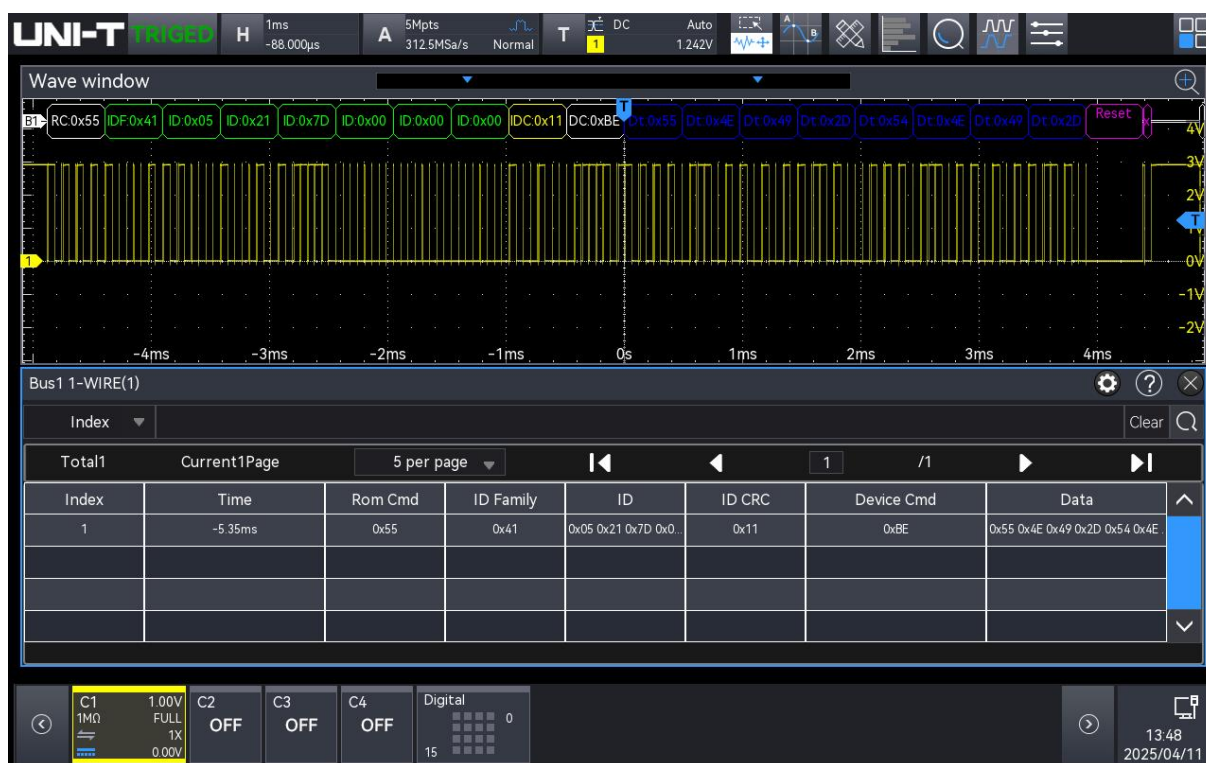 UNI-T TRIGED H 1ms -88.000μs A 5Mpts 312.5MSa/s Normal T DC 1 Auto 1.242V A B
Wave window
B1 RC:0x55 IDF:0x41 ID:0x05 ID:0x21 ID:0x7D ID:0x00 ID:0x00 ID:0x00 IDC:0x11 DC:0xBE T Dt:0x55 Dt:0x4E Dt:0x49 Dt:0x2D Dt:0x54 Dt:0x4E Dt:0x49 Dt:0x2D Reset
4V
3V
2V
T
1V
1 0V
-1V
-2V
-4ms -3ms -2ms -1ms 0s 1ms 2ms 3ms 4ms
Bus1 1-WIRE(1) ?
Index Clear
Total1 Current1Page 5 per page 1 /1
Index Time Rom Cmd ID Family ID ID CRC Device Cmd Data
1 -5.35ms 0x55 0x41 0x05 0x21 0x7D 0x0... 0x11 0xBE 0x55 0x4E 0x49 0x2D 0x54 0x4E .
C1 1.00V C2 C3 C4 Digital
1MΩ FULL OFF OFF OFF 0
1X
0.00V 15
13:48
2025/04/11